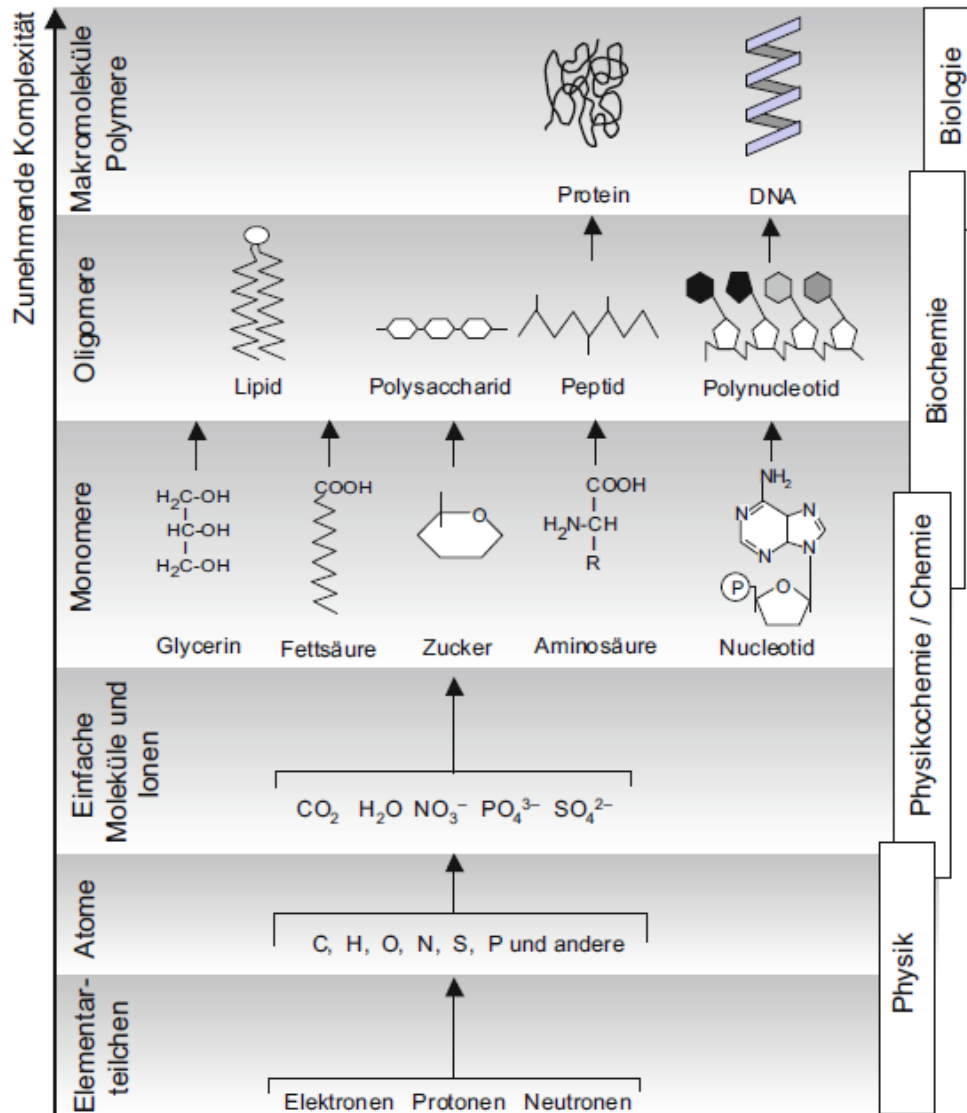 Zunehmende Komplexität
Makromoleküle
Polymere
Protein
DNA
Biologie
Oligomere
Lipid
Polysaccharid
Peptid
Polynucleotid
Biochemie
Monomere
H₂C-OH
HC-OH
H₂C-OH
Glycerin
COOH
Fettsäure
O
Zucker
COOH
H₂N-CH
R
Aminosäure
NH₂
N
N
N
N
P
O
Nucleotid
Physikochemie / Chemie
Einfache
Moleküle und
Ionen
CO₂ H₂O NO₃⁻ PO₄³⁻ SO₄²⁻
Atome
C, H, O, N, S, P und andere
Physik
Elementar-
teilchen
Elektronen Protonen Neutronen